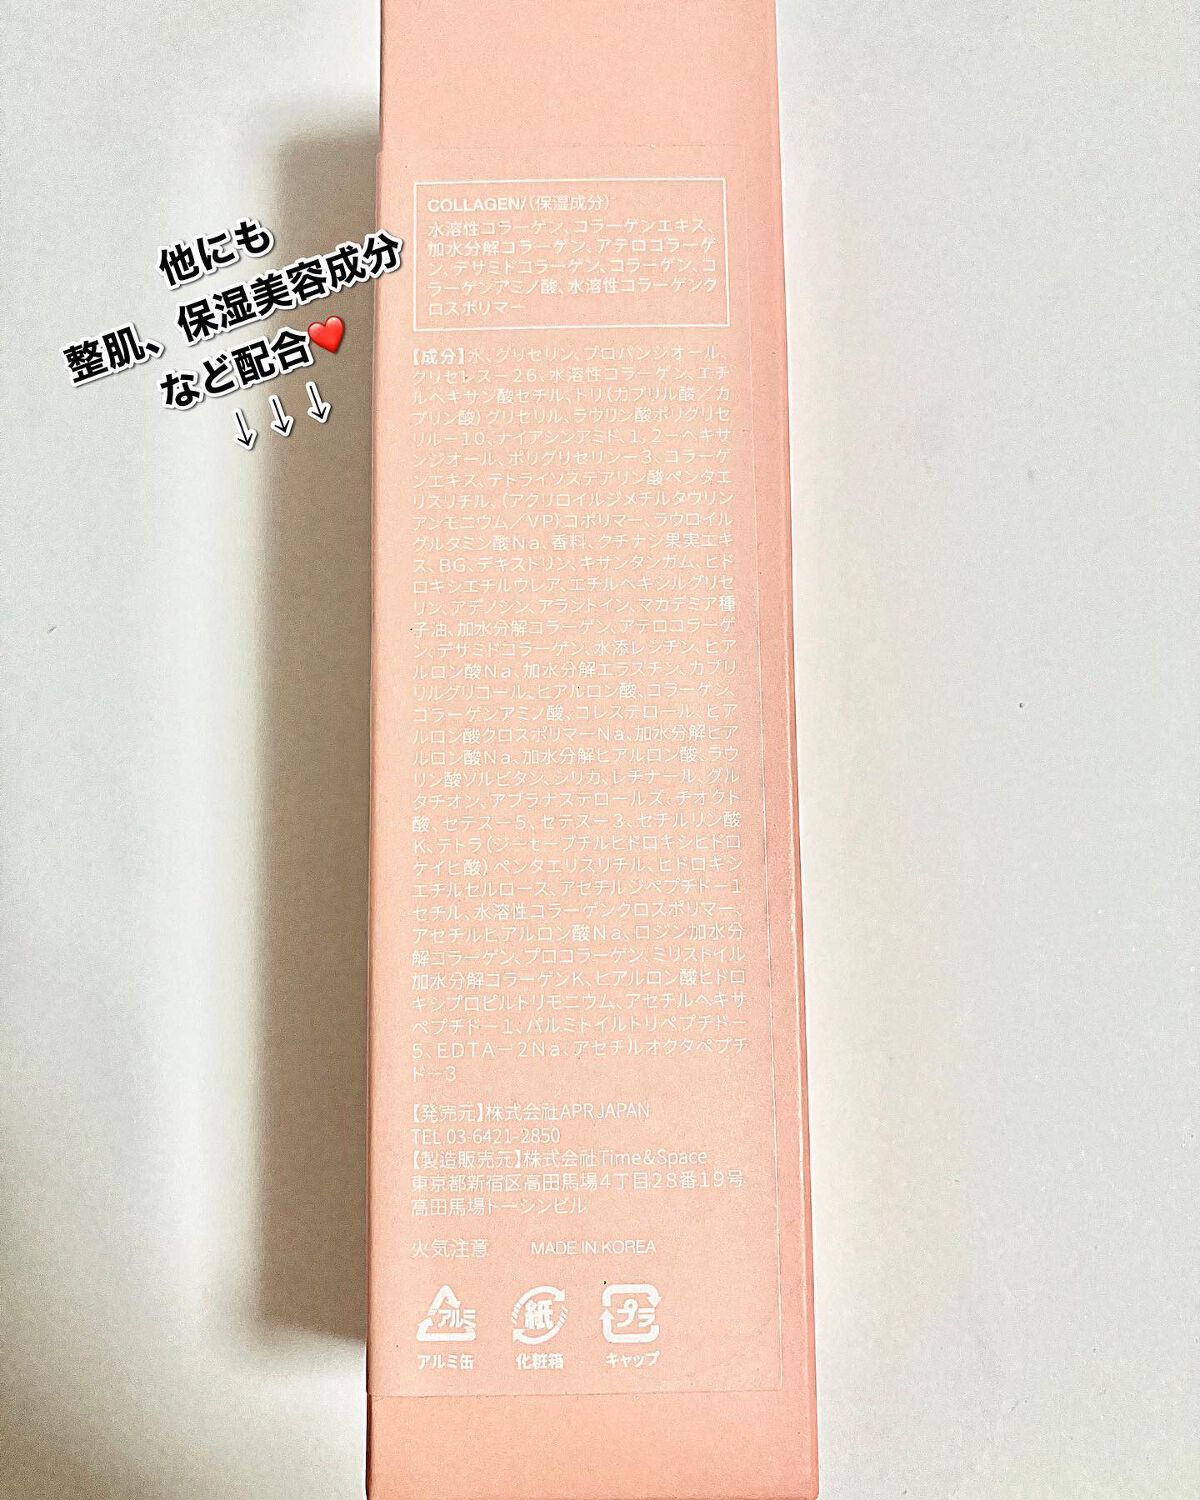 他にも
整肌、保湿美容成分
など配合❤️
↓↓↓
COLLAGEN/(保湿成分)
水溶性コラーゲン、コラーゲンエキス、
加水分解コラーゲン、アテロコラーゲ
ン、デサミドコラーゲン、コラーゲン、コ
ラーゲンアミノ酸、水溶性コラーゲンク
ロスポリマー
【成分】水、グリセリン、プロパンジオール、
グリセレスー26、水溶性コラーゲン、エチ
ルヘキサン酸セチル、トリ(カプリル酸/カ
プリン酸)グリセリル、ラウリン酸ポリグリセ
リルー10、ナイアシンアミド、1,2ーヘキサ
ンジオール、ポリグリセリンー3、コラーゲ
ンエキス、テトライソステアリン酸ペンタエ
リスリチル、(アクリロイルジメチルタウリン
アンモニウム/VP)コポリマー、ラウロイル
グルタミン酸Na、香料、クチナシ果実エキ
ス、BG、デキストリン、キサンタンガム、ヒド
ロキシエチルウレア、エチルヘキシルグリセ
リン、アデノシン、アラントイン、マカデミア種
子油、加水分解コラーゲン、アテロコラーゲ
ン、デサミドコラーゲン、水添レシチン、ヒア
ルロン酸Na、加水分解エラスチン、カプリ
リルグリコール、ヒアルロン酸、コラーゲン、
コラーゲンアミノ酸、コレステロール、ヒア
ルロン酸クロスポリマーNa、加水分解ヒア
ルロン酸Na、加水分解ヒアルロン酸、ラウ
リン酸ソルビタン、シリカ、レチナール、グル
タチオン、アブラナステロールズ、チオクト
酸、セテスー5、セテスー3、セチルリン酸
K、テトラ(ジーtーブチルヒドロキシヒドロ
ケイヒ酸)ペンタエリスリチル、ヒドロキシ
エチルセルロース、アセチルジペプチドー1
セチル、水溶性コラーゲンクロスポリマー、
アセチルヒアルロン酸Na、ロジン加水分
解コラーゲン、プロコラーゲン、ミリストイル
加水分解コラーゲンK、ヒアルロン酸ヒドロ
キシプロピルトリモニウム、アセチルヘキサ
ペプチドー1、パルミトイルトリペプチドー
5、EDTAー2Na、アセチルオクタペプチ
ドー3
【発売元】株式会社APRJAPAN
TEL.03-6421-2850
【製造販売元】株式会社Time&Space
東京都新宿区高田馬場4丁目28番19号
高田馬場トーシンビル
火気注意 MADE IN KOREA
アルミ 紙 プラ
アルミ缶 化粧箱 キャップ